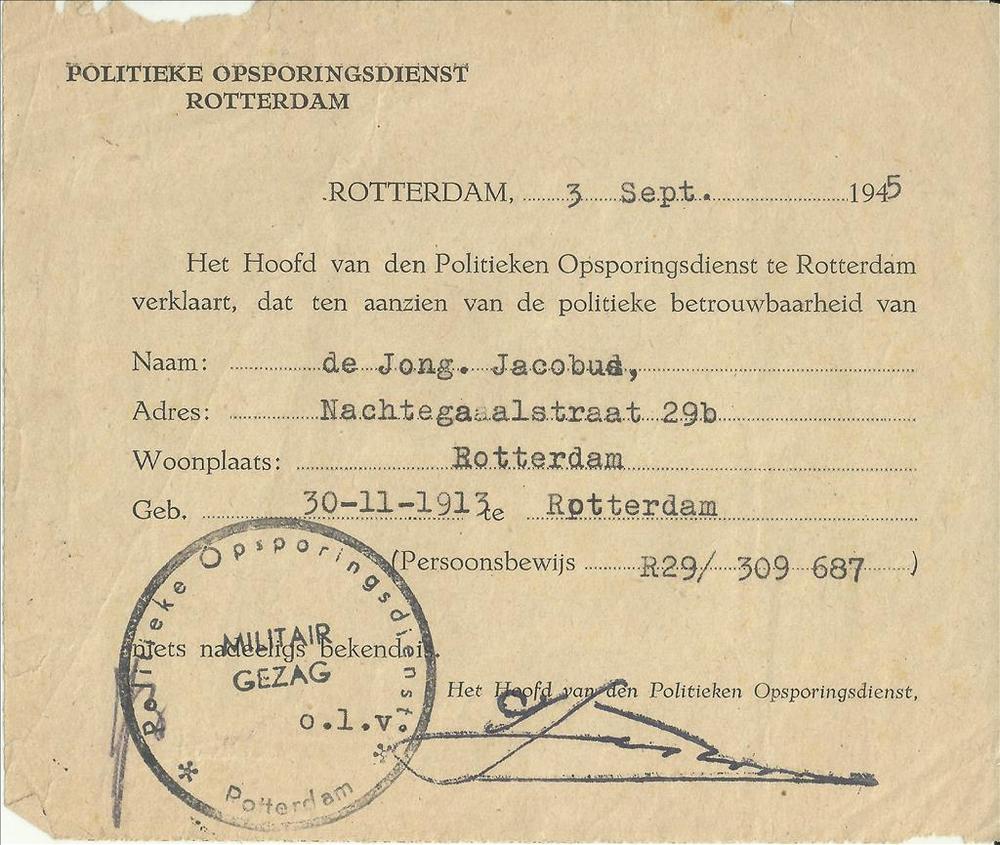 POLITIEKE OPSPORINGSDIENST
ROTTERDAM
ROTTERDAM, 3 Sept. 1945
Het Hoofd van den Politieken Opsporingsdienst te Rotterdam
verklaart, dat ten aanzien van de politieke betrouwbaarheid van
Naam: de Jong. Jacobus,
Adres: Nachtegaaalstraat 29b
Woonplaats: Rotterdam
Geb. 30-11-1913 te Rotterdam
(Persoonsbewijs R29/ 309 687 )
niets nadeeligs bekend is.
Het Hoofd van den Politieken Opsporingsdienst,
o.l.v.
Politieke Opsporingsdienst
MILITAIR
GEZAG
Rotterdam